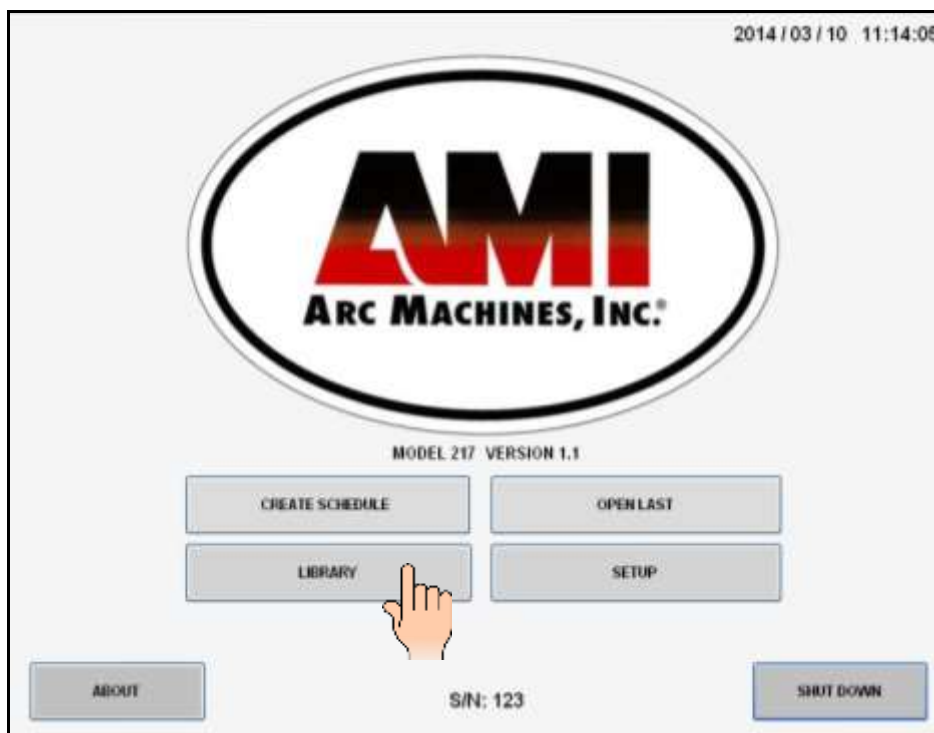 2014 / 03 / 10 11:14:05
AMI
ARC MACHINES, INC.®
MODEL 217 VERSION 1.1
CREATE SCHEDULE
OPEN LAST
LIBRARY
SETUP
ABOUT
S/N: 123
SHUT DOWN